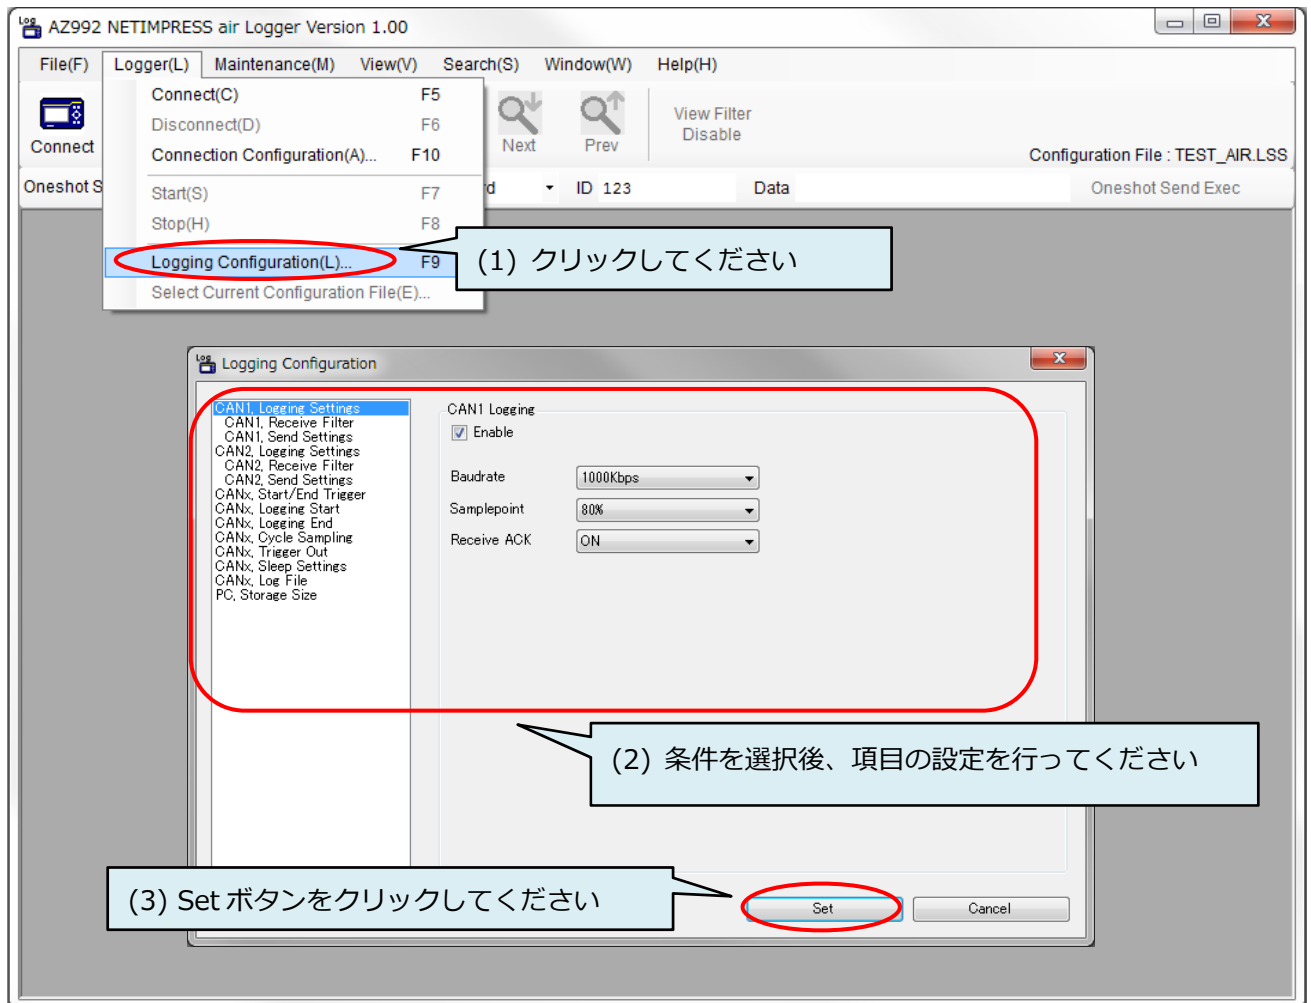 Log AZ992 NETIMPRESS air Logger Version 1.00
File(F) Logger(L) Maintenance(M) View(V) Search(S) Window(W) Help(H)
Connect
Connect(C) F5
Disconnect(D) F6
Connection Configuration(A)... F10
Start(S) F7
Stop(H) F8
Logging Configuration(L)... F9
Select Current Configuration File(E)...
Next Prev
View Filter
Disable
Configuration File : TEST_AIR.LSS
Oneshot S
rd ID 123 Data Oneshot Send Exec
(1) クリックしてください
Log Logging Configuration
CAN1, Logging Settings
CAN1, Receive Filter
CAN1, Send Settings
CAN2, Logging Settings
CAN2, Receive Filter
CAN2, Send Settings
CANx, Start/End Trigger
CANx, Logging Start
CANx, Logging End
CANx, Cycle Sampling
CANx, Trigger Out
CANx, Sleep Settings
CANx, Log File
PC, Storage Size
CAN1 Logging
Enable
Baudrate 1000Kbps
Samplepoint 80%
Receive ACK ON
(2) 条件を選択後、項目の設定を行ってください
(3) Set ボタンをクリックしてください
Set Cancel